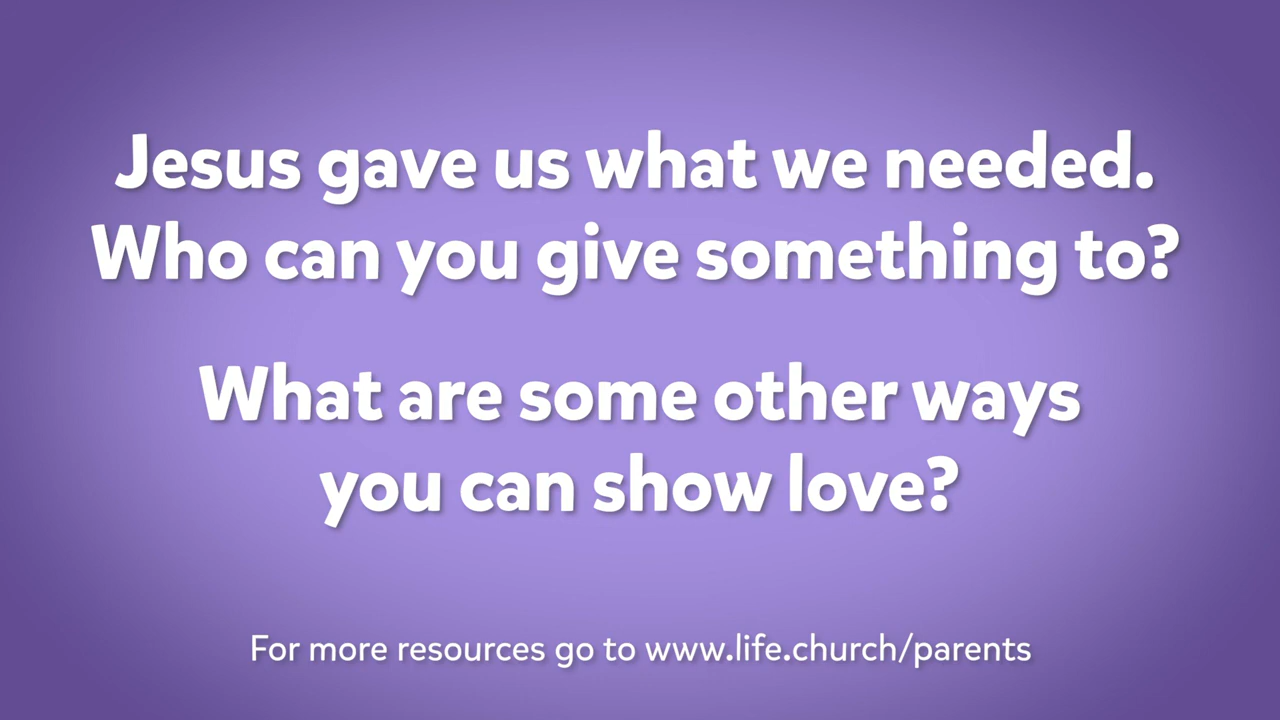 Jesus gave us what we needed.
Who can you give something to?
What are some other ways
you can show love?
For more resources go to www.life.church/parents